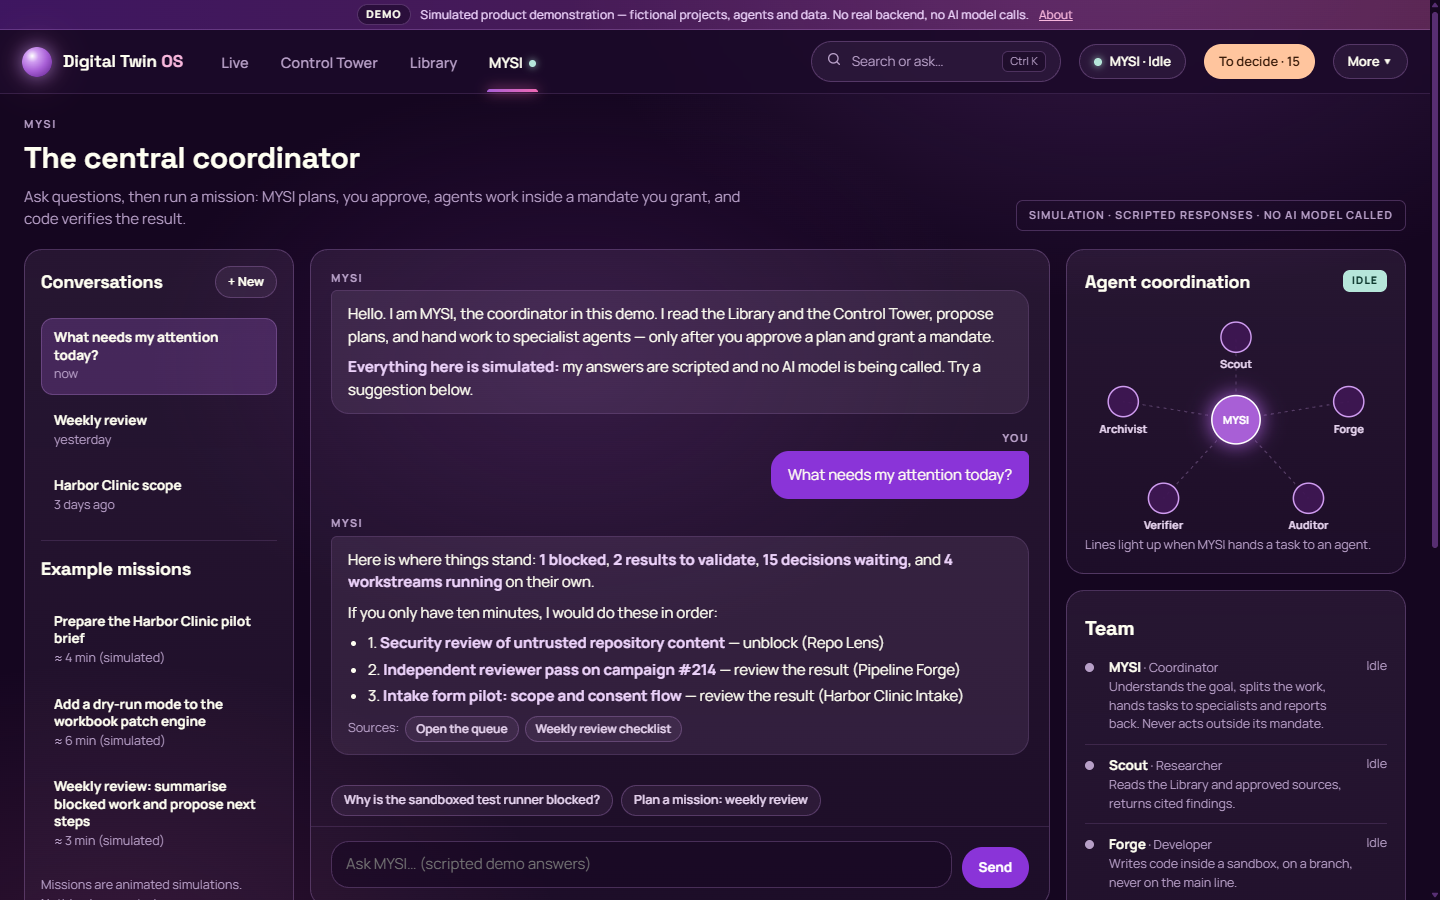 DEMO Simulated product demonstration — fictional projects, agents and data. No real backend, no AI model calls. About
Digital Twin OS
Live
Control Tower
Library
MYSI
Search or ask...
Ctrl K
MYSI · Idle
To decide · 15
More ▾
MYSI
The central coordinator
Ask questions, then run a mission: MYSI plans, you approve, agents work inside a mandate you grant, and
code verifies the result.
SIMULATION · SCRIPTED RESPONSES · NO AI MODEL CALLED
Conversations
+ New
What needs my attention
today?
now
Weekly review
yesterday
Harbor Clinic scope
3 days ago
Example missions
Prepare the Harbor Clinic pilot
brief
≈ 4 min (simulated)
Add a dry-run mode to the
workbook patch engine
≈ 6 min (simulated)
Weekly review: summarise
blocked work and propose next
steps
≈ 3 min (simulated)
Missions are animated simulations.
MYSI
Hello. I am MYSI, the coordinator in this demo. I read the Library and the Control Tower, propose
plans, and hand work to specialist agents — only after you approve a plan and grant a mandate.
Everything here is simulated: my answers are scripted and no AI model is being called. Try a
suggestion below.
YOU
What needs my attention today?
MYSI
Here is where things stand: 1 blocked, 2 results to validate, 15 decisions waiting, and 4
workstreams running on their own.
If you only have ten minutes, I would do these in order:
• 1. Security review of untrusted repository content — unblock (Repo Lens)
• 2. Independent reviewer pass on campaign #214 — review the result (Pipeline Forge)
• 3. Intake form pilot: scope and consent flow — review the result (Harbor Clinic Intake)
Sources: Open the queue Weekly review checklist
Why is the sandboxed test runner blocked?
Plan a mission: weekly review
Ask MYSI... (scripted demo answers)
Send
Agent coordination
IDLE
Scout
Archivist
MYSI
Forge
Verifier
Auditor
Lines light up when MYSI hands a task to an agent.
Team
MYSI · Coordinator
Idle
Understands the goal, splits the work,
hands tasks to specialists and reports
back. Never acts outside its mandate.
Scout · Researcher
Idle
Reads the Library and approved sources,
returns cited findings.
Forge · Developer
Idle
Writes code inside a sandbox, on a branch,
never on the main line.